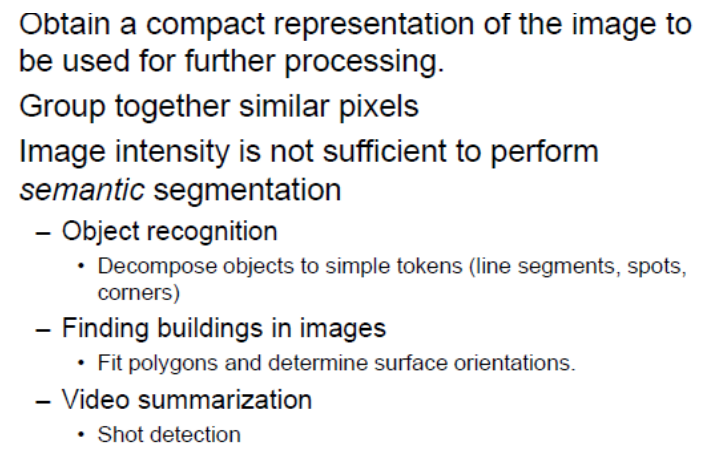 Obtain a compact representation of the image to
be used for further processing.
Group together similar pixels
Image intensity is not sufficient to perform
semantic segmentation
– Object recognition
• Decompose objects to simple tokens (line segments, spots,
corners)
– Finding buildings in images
• Fit polygons and determine surface orientations.
– Video summarization
• Shot detection